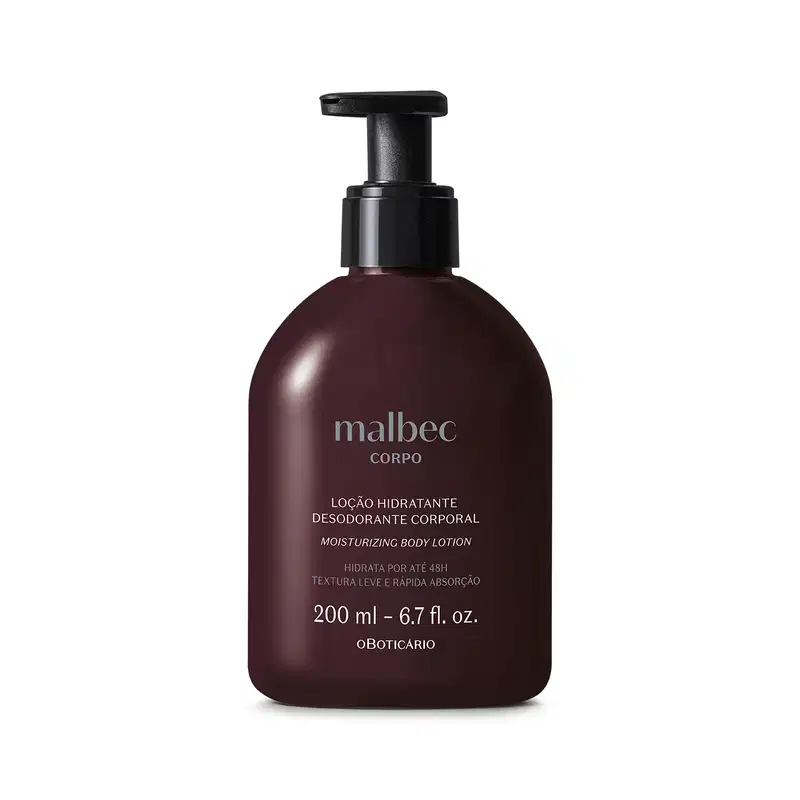 malbec
CORPO
LOÇÃO HIDRATANTE
DESODORANTE CORPORAL
MOISTURIZING BODY LOTION
HIDRATA POR ATÉ 48H
TEXTURA LEVE E RÁPIDA ABSORÇÃO
200 ml - 6.7 fl. oz.
oBOTICÁRIO